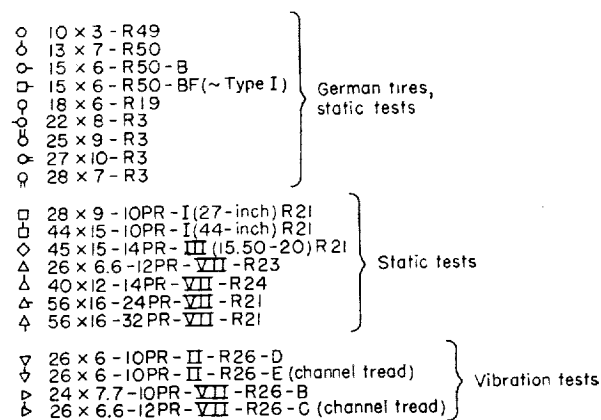 10 x 3 - R49
13 x 7 - R50
15 x 6 - R50 - B
15 x 6 - R50 - BF (~ Type I)
18 x 6 - R19
22 x 8 - R3
25 x 9 - R3
27 x 10 - R3
28 x 7 - R3
German tires,
static tests
28 x 9 - 10PR - I (27-inch) R21
44 x 15 - 10PR - I (44-inch) R21
45 x 15 - 14PR - III (15.50-20) R21
26 x 6.6 - 12PR - VII - R23
40 x 12 - 14PR - VII - R24
56 x 16 - 24PR - VII - R21
56 x 16 - 32PR - VII - R21
Static tests
26 x 6 - 10PR - II - R26 - D
26 x 6 - 10PR - II - R26 - E (channel tread)
24 x 7.7 - 10PR - VII - R26 - B
26 x 6.6 - 12PR - VII - R26 - C (channel tread)
Vibration tests